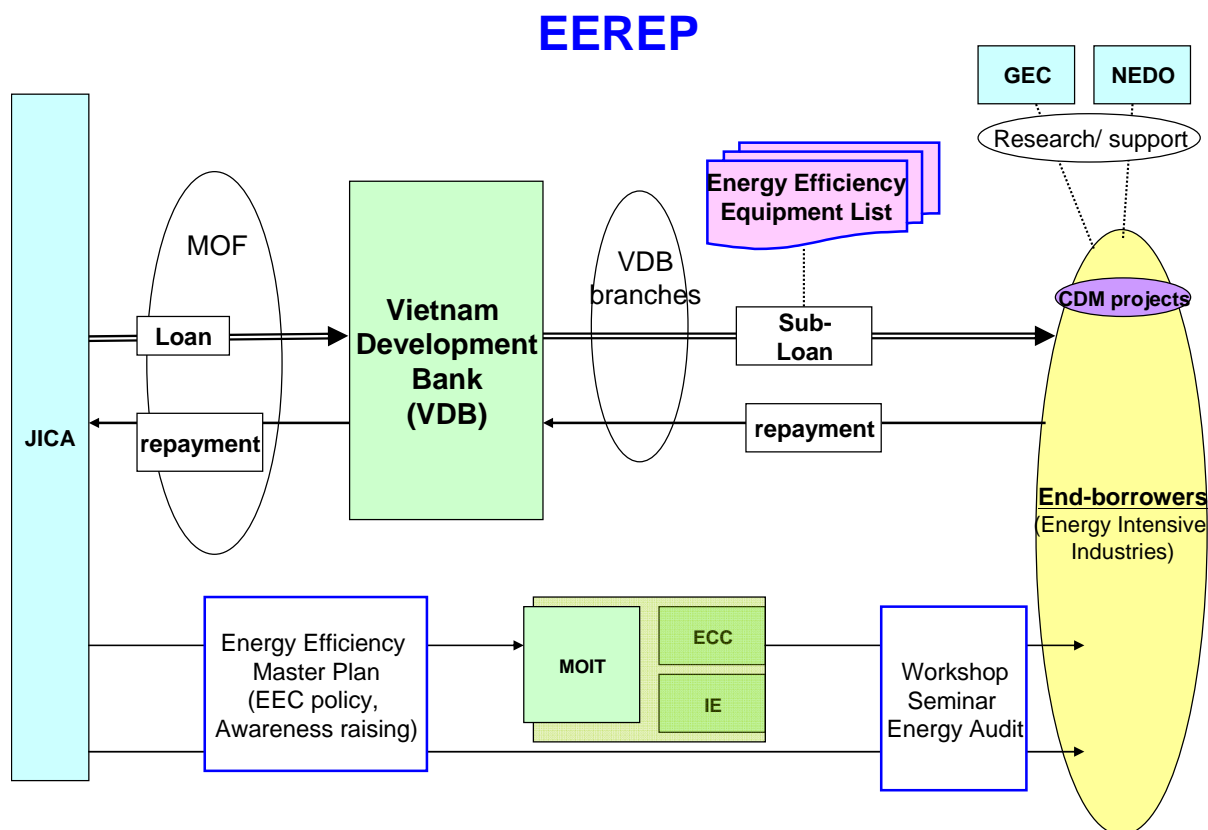 EEREP
GEC
NEDO
Research/ support
Energy Efficiency
Equipment List
MOF
VDB
branches
CDM projects
Loan
Vietnam
Development
Bank
(VDB)
Sub-
Loan
JICA
repayment
repayment
End-borrowers
(Energy Intensive
Industries)
Energy Efficiency
Master Plan
(EEC policy,
Awareness raising)
MOIT
ECC
IE
Workshop
Seminar
Energy Audit